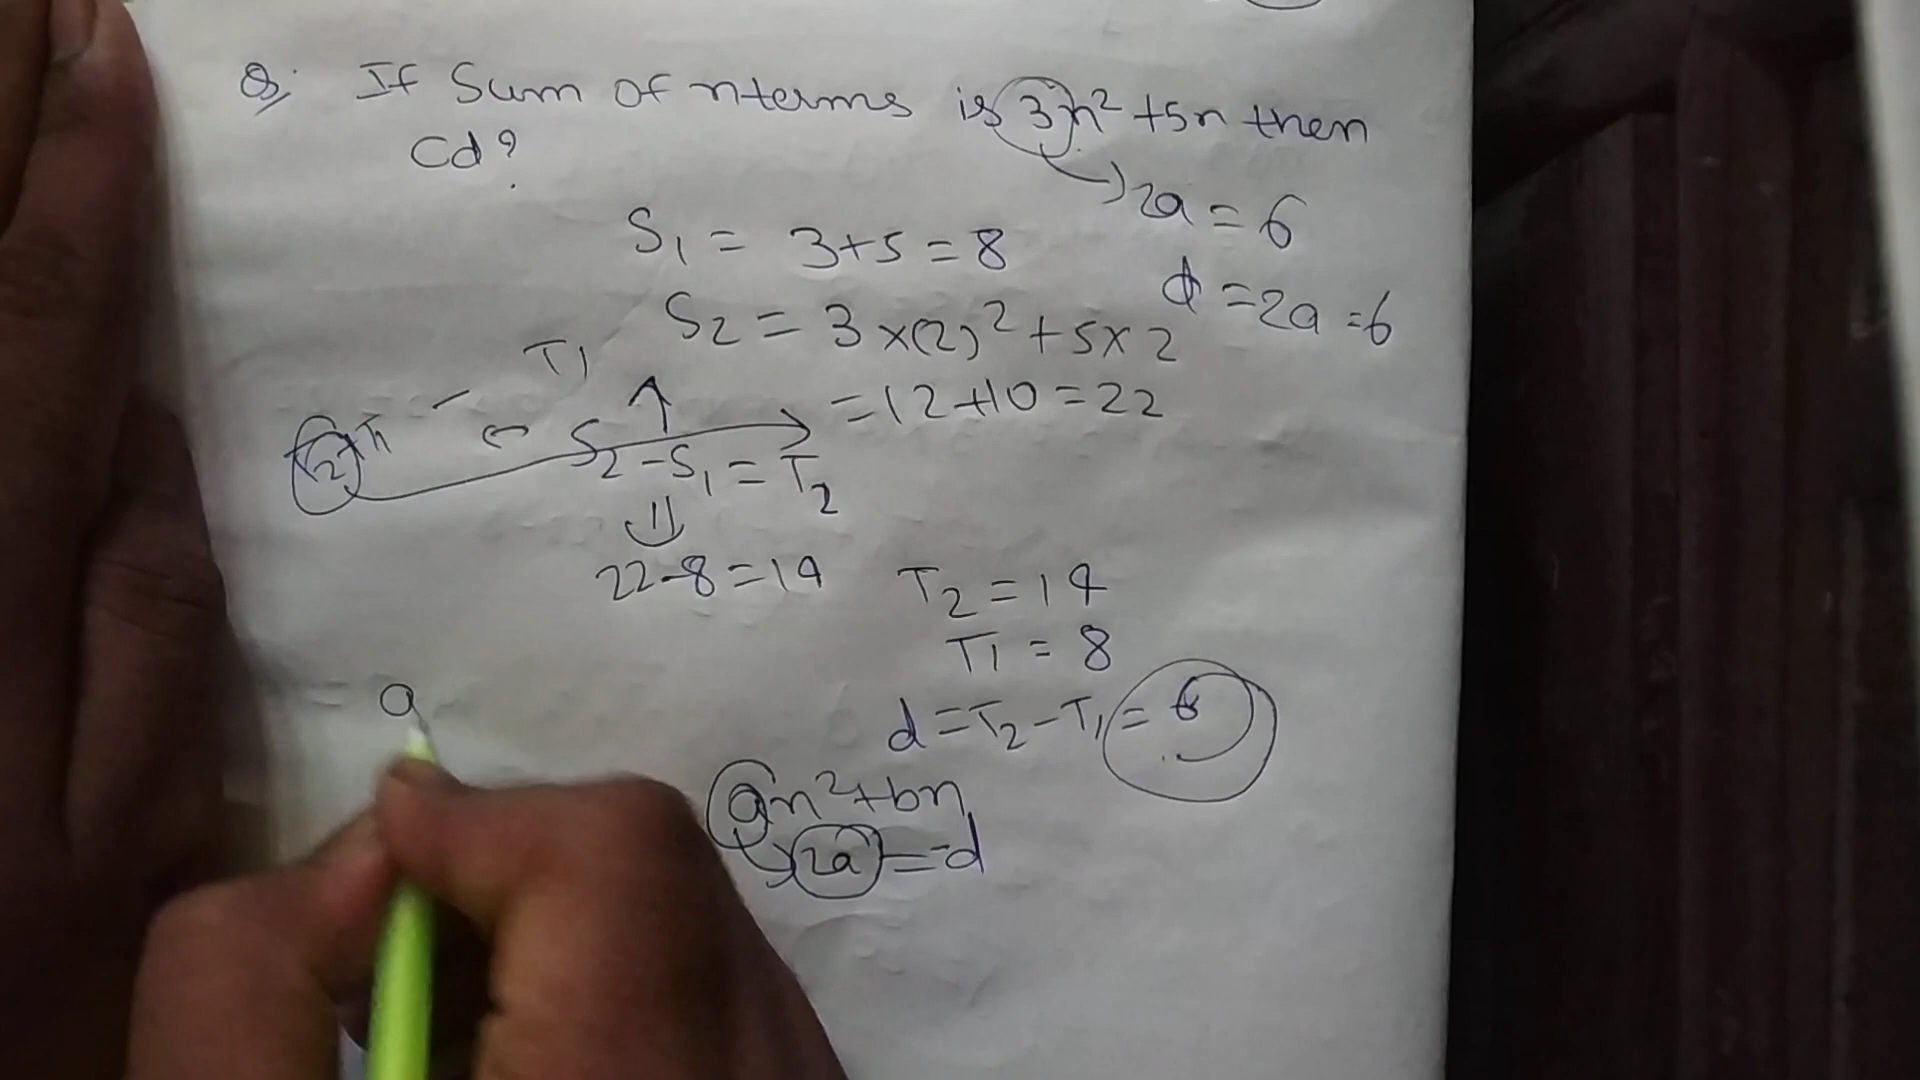 Q. If Sum of n terms is 3n² + 5n then
Cd?
2a = 6
S₁ = 3+5 = 8
d = 2a = 6
S₂ = 3 x(2)² + 5 x 2
= 12 + 10 = 22
T₁
T₂ T₁
S₂ - S₁ = T₂
22 - 8 = 14
T₂ = 14
T₁ = 8
d = T₂ - T₁ = 6
a
an² + bn
2a = d